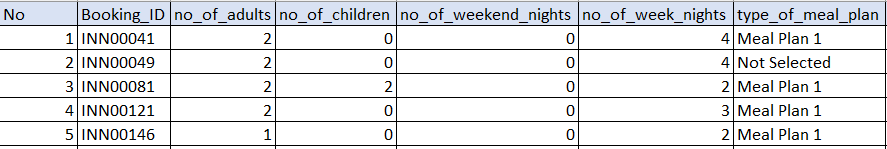 No Booking_ID no_of_adults no_of_children no_of_weekend_nights no_of_week_nights type_of_meal_plan
1 INN00041 2 0 0 4 Meal Plan 1
2 INN00049 2 0 0 4 Not Selected
3 INN00081 2 2 0 2 Meal Plan 1
4 INN00121 2 0 0 3 Meal Plan 1
5 INN00146 1 0 0 2 Meal Plan 1